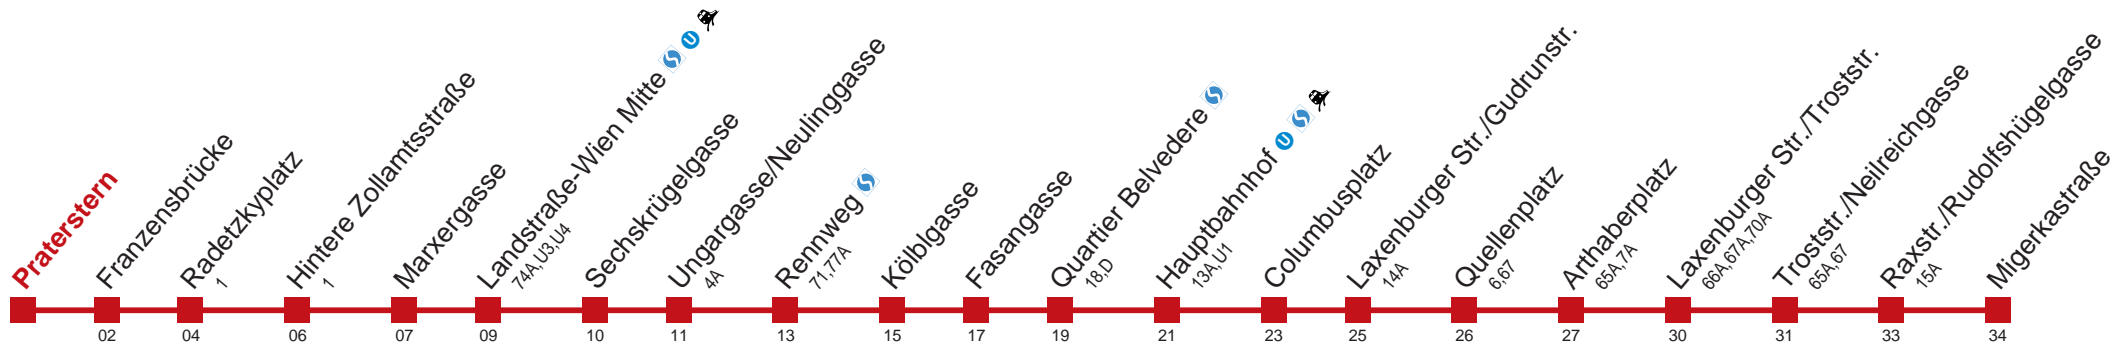 Praterstern
Franzensbrücke
02
Radetzkyplatz
1
04
Hintere Zollamtsstraße
1
06
Marxergasse
07
Landstraße-Wien Mitte U
74A,U3,U4
09
Sechskrügelgasse
10
Ungargasse/Neulinggasse
4A
11
Rennweg
71,77A
13
Kölblgasse
15
Fasangasse
17
Quartier Belvedere
18,D
19
Hauptbahnhof U
13A,U1
21
Columbusplatz
23
Laxenburger Str./Gudrunstr.
14A
25
Quellenplatz
6,67
26
Arthaberplatz
65A,7A
27
Laxenburger Str./Troststr.
66A,67A,70A
30
Troststr./Neilreichgasse
65A,67
31
Raxstr./Rudolfshügelgasse
15A
33
Migerkastraße
34